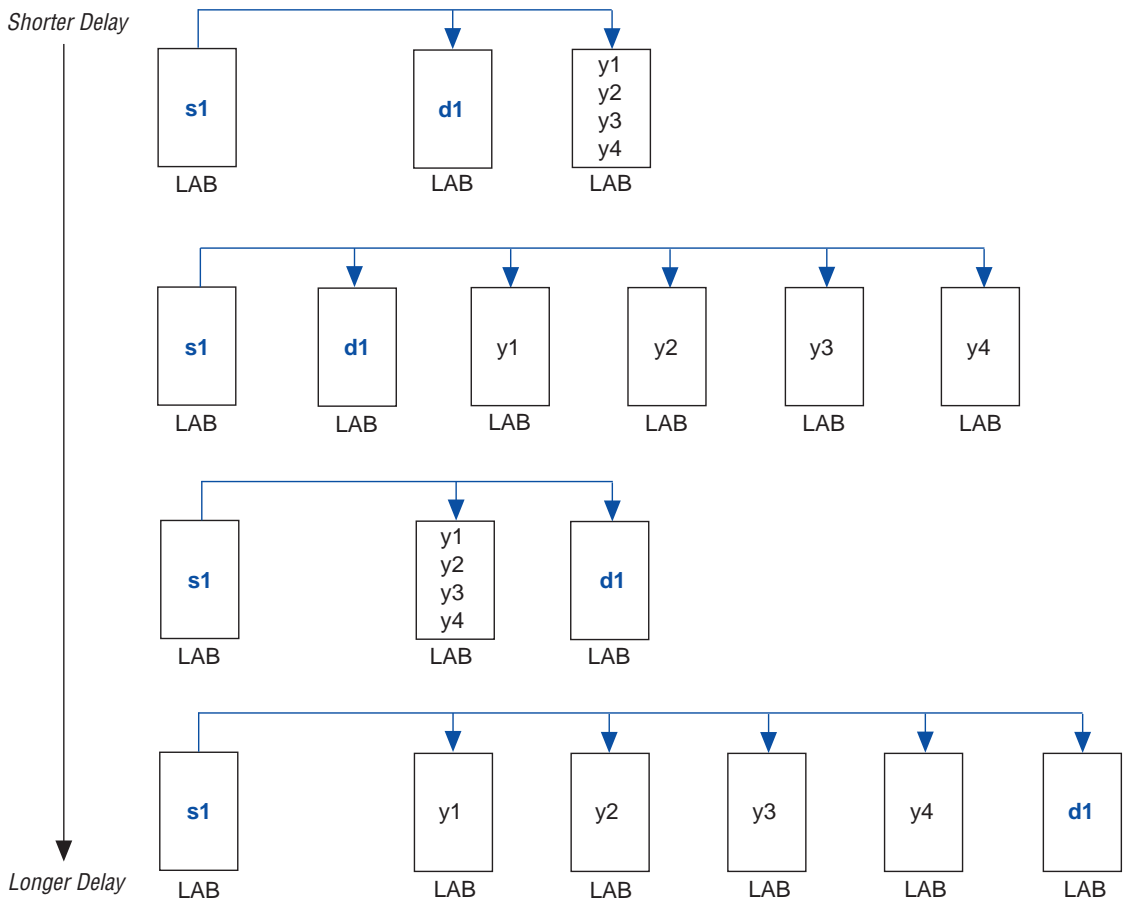 Shorter Delay
s1
d1
y1
y2
y3
y4
LAB LAB LAB
s1 d1 y1 y2 y3 y4
LAB LAB LAB LAB LAB LAB
s1
y1
y2
y3
y4
d1
LAB LAB LAB
s1 y1 y2 y3 y4 d1
LAB LAB LAB LAB LAB LAB
Longer Delay